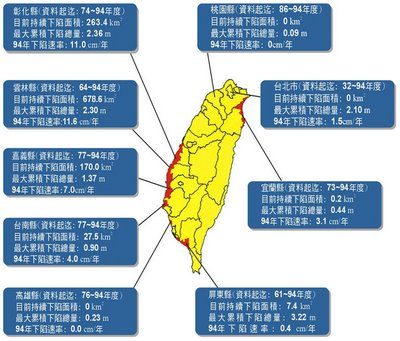 彰化縣(資料起迄: 74~94年度)
目前持續下陷面積: 263.4 km²
最大累積下陷總量: 2.36 m
94年下陷速率: 11.0 cm/年
桃園縣(資料起迄: 86~94年度)
目前持續下陷面積: 0 km²
最大累積下陷總量: 0.09 m
94年下陷速率: 0cm/年
雲林縣(資料起迄: 64~94年度)
目前持續下陷面積: 678.6 km²
最大累積下陷總量: 2.30 m
94年下陷速率:11.6 cm/年
台北市(資料起迄: 32~94年度)
目前持續下陷面積: 0 km²
最大累積下陷總量: 2.10 m
94年下陷速率: 1.5cm/年
嘉義縣(資料起迄: 77~94年度)
目前持續下陷面積: 170.0 km²
最大累積下陷總量: 1.37 m
94年下陷速率:7.0cm/年
宜蘭縣(資料起迄: 73~94年度)
目前持續下陷面積: 0.2 km²
最大累積下陷總量: 0.44 m
94年下陷速率: 3.1 cm/年
台南縣(資料起迄: 77~94年度)
目前持續下陷面積: 27.5 km²
最大累積下陷總量: 0.90 m
94年下陷速率: 4.0 cm/年
高雄縣(資料起迄: 76~94年度)
目前持續下陷面積: 0 km²
最大累積下陷總量: 0.23 m
94年下陷速率: 0.0 cm/年
屏東縣(資料起迄: 61~94年度)
目前持續下陷面積: 7.4 km²
最大累積下陷總量: 3.22 m
94年下陷速率: 0.4 cm/年